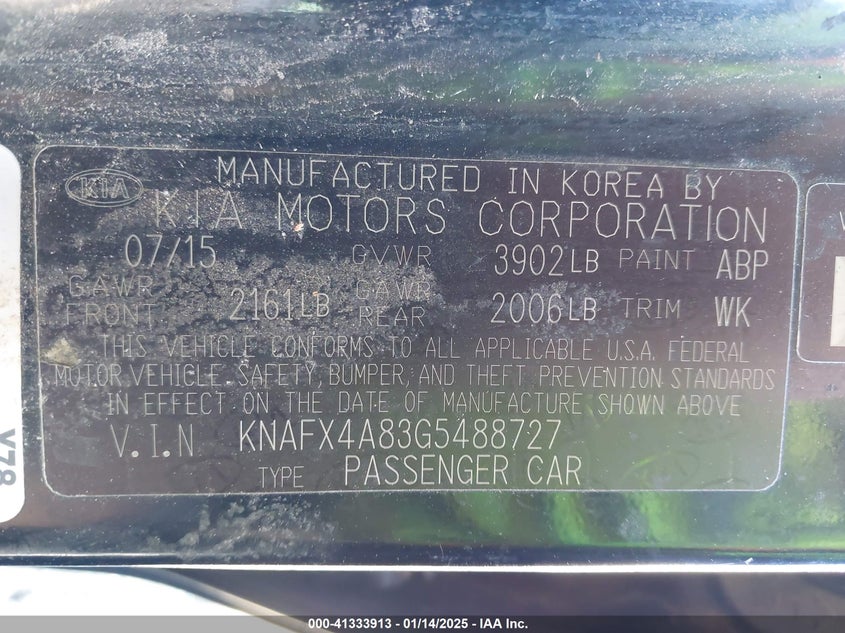 MANUFACTURED IN KOREA BY
KIA KIA MOTORS CORPORATION
07/15 GVWR 3902LB PAINT ABP
GAWR FRONT 2161LB GAWR REAR 2006LB TRIM WK
THIS VEHICLE CONFORMS TO ALL APPLICABLE U.S.A. FEDERAL
MOTOR VEHICLE, SAFETY, BUMPER, AND THEFT PREVENTION STANDARDS
IN EFFECT ON THE DATE OF MANUFACTURE SHOWN ABOVE
V.I.N KNAFX4A83G5488727
TYPE PASSENGER CAR
V78
000-41333913 - 01/14/2025 - IAA Inc.